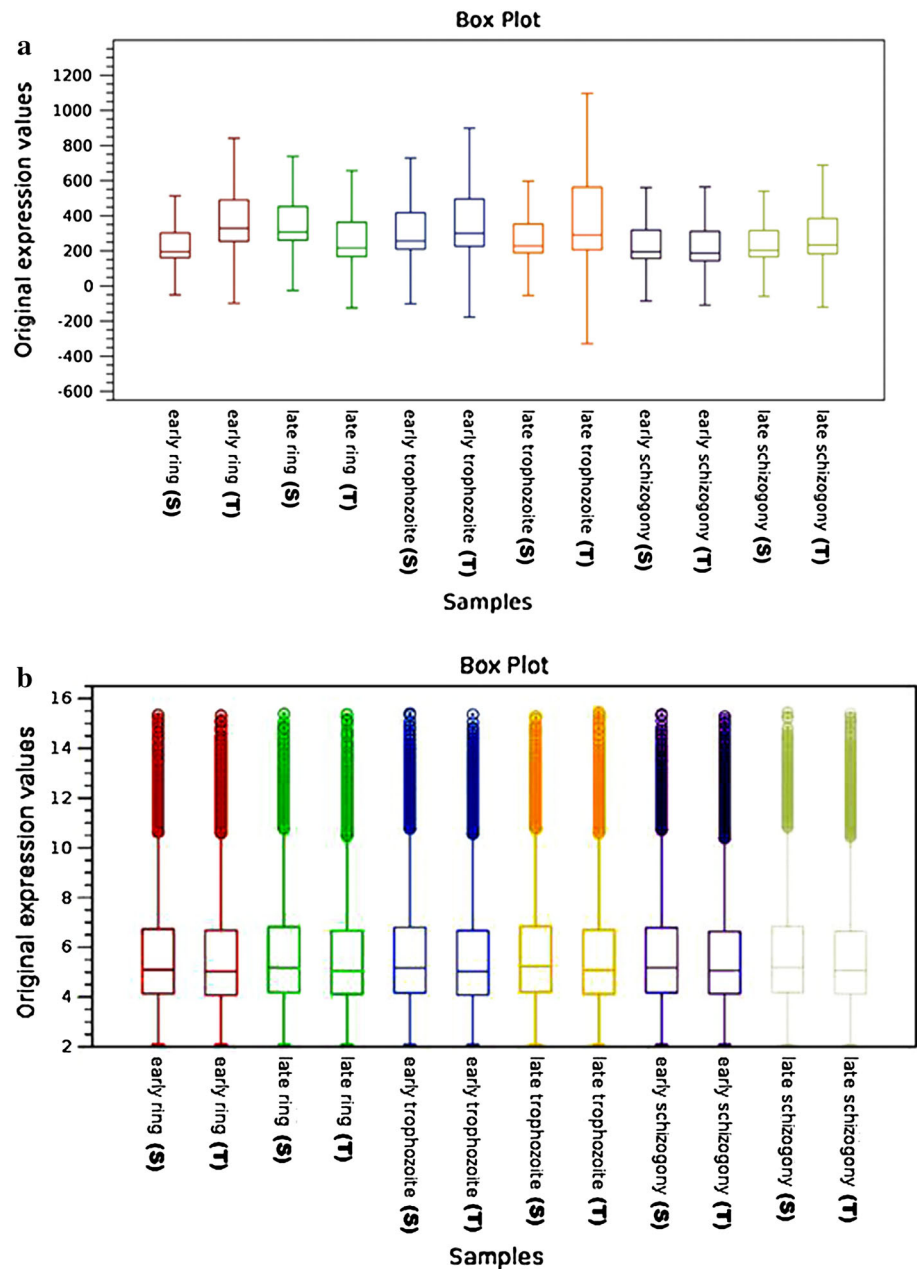 a
Box Plot
Original expression values
1200
1000
800
600
400
200
0
-200
-400
-600
early ring (S)
early ring (T)
late ring (S)
late ring (T)
early trophozoite (S)
early trophozoite (T)
late trophozoite (S)
late trophozoite (T)
early schizogony (S)
early schizogony (T)
late schizogony (S)
late schizogony (T)
Samples
b
Box Plot
Original expression values
16
14
12
10
8
6
4
2
early ring (S)
early ring (T)
late ring (S)
late ring (T)
early trophozoite (S)
early trophozoite (T)
late trophozoite (S)
late trophozoite (T)
early schizogony (S)
early schizogony (T)
late schizogony (S)
late schizogony (T)
Samples